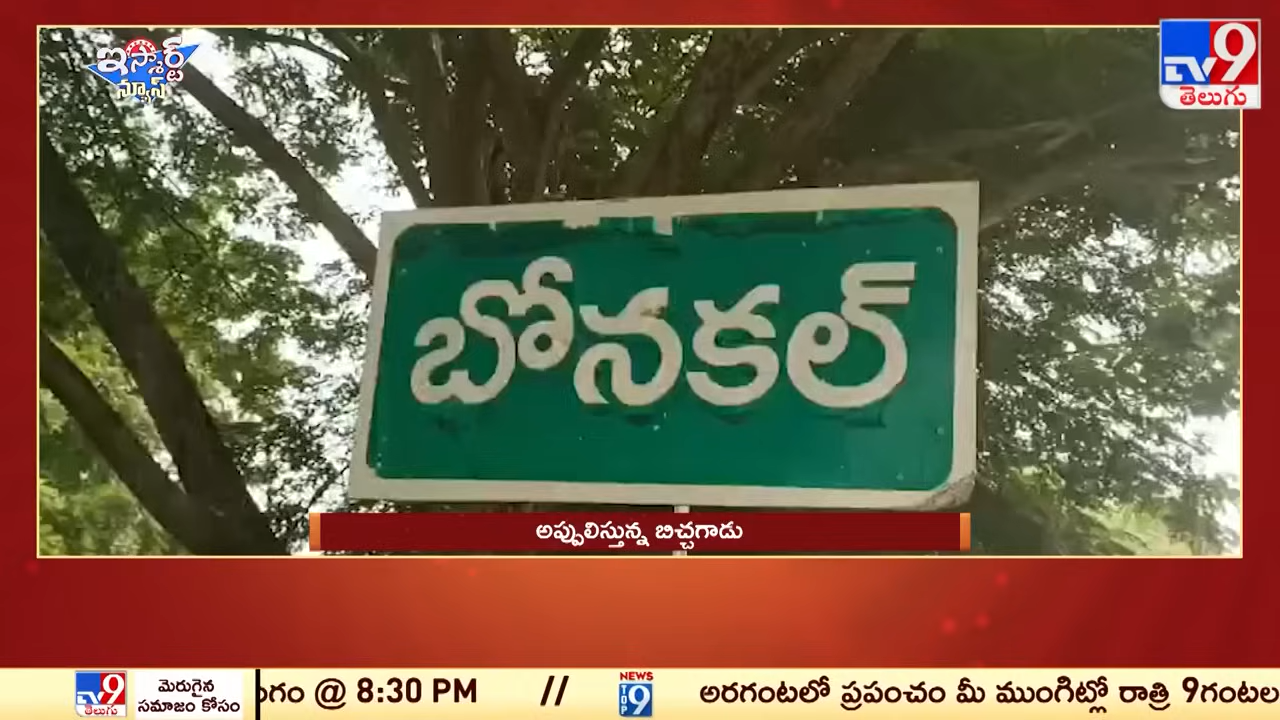 ఇస్మార్ట్
న్యూస్
TV9
తెలుగు
బోనకల్
అప్పులిస్తున్న బిచ్చగాడు
TV9
తెలుగు
మెరుగైన
సమాజం కోసం
గం @ 8:30 PM // NEWS TOP 9 అరగంటలో ప్రపంచం మీ ముంగిట్లో రాత్రి 9గంటల